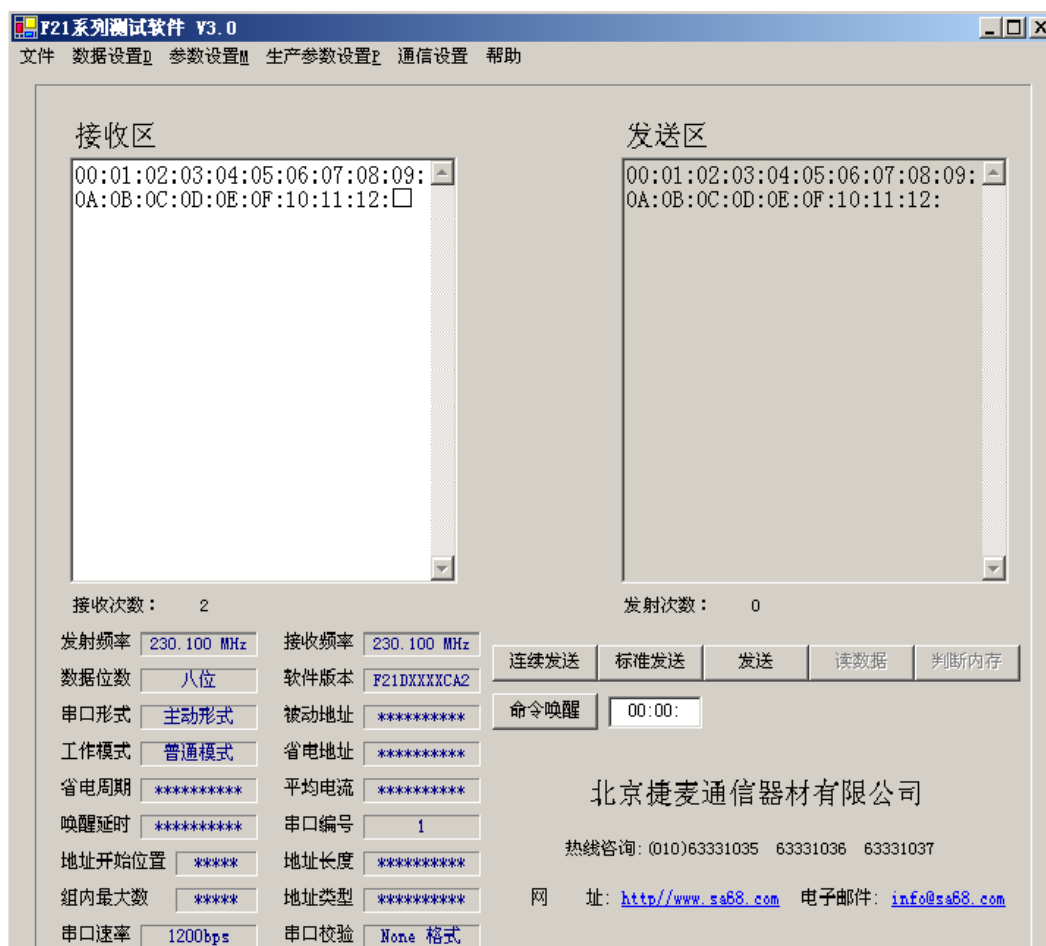 F21系列测试软件 V3.0
文件 数据设置D 参数设置M 生产参数设置P 通信设置 帮助
接收区 发送区
00:01:02:03:04:05:06:07:08:09: 00:01:02:03:04:05:06:07:08:09:
0A:0B:0C:0D:0E:0F:10:11:12:□ 0A:0B:0C:0D:0E:0F:10:11:12:
接收次数： 2 发射次数： 0
发射频率 230.100 MHz 接收频率 230.100 MHz
连续发送 标准发送 发送 读数据 判断内存
数据位数 八位 软件版本 F21DXXXXCA2
串口形式 主动形式 被动地址 **********
命令唤醒 00:00:
工作模式 普通模式 省电地址 **********
省电周期 ********** 平均电流 **********
北京捷麦通信器材有限公司
唤醒延时 ********** 串口编号 1
热线咨询:(010)63331035 63331036 63331037
地址开始位置 ***** 地址长度 **********
组内最大数 ***** 地址类型 **********
网 址: http//www.sa68.com 电子邮件: info@sa68.com
串口速率 1200bps 串口校验 None 格式